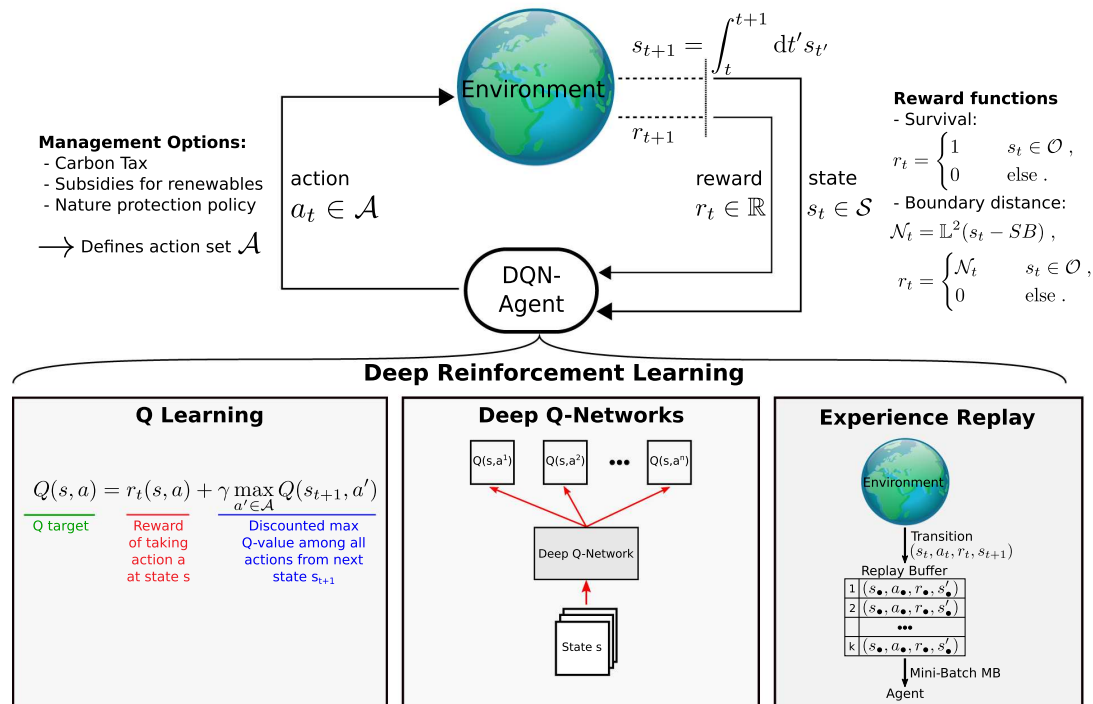 Environment
s_{t+1} = \int_t^{t+1} dt' s_{t'}
r_{t+1}
Management Options:
- Carbon Tax
- Subsidies for renewables
- Nature protection policy
→ Defines action set 𝒜
action
a_t ∈ 𝒜
reward
r_t ∈ ℝ
state
s_t ∈ 𝒮
Reward functions
- Survival:
r_t = { 1 s_t ∈ 𝒪 ,
0 else .
- Boundary distance:
𝒩_t = 𝕃^2(s_t − SB) ,
r_t = { 𝒩_t s_t ∈ 𝒪 ,
0 else .
DQN-
Agent
Deep Reinforcement Learning
Q Learning
Q(s, a) = r_t(s, a) + γ max_{a'∈𝒜} Q(s_{t+1}, a')
Q target
Reward
of taking
action a
at state s
Discounted max
Q-value among all
actions from next
state s_{t+1}
Deep Q-Networks
Q(s,a^1) Q(s,a^2) ••• Q(s,a^n)
Deep Q-Network
State s
Experience Replay
Environment
Transition
(s_t, a_t, r_t, s_{t+1})
Replay Buffer
1 (s_•, a_•, r_•, s'_•)
2 (s_•, a_•, r_•, s'_•)
•••
k (s_•, a_•, r_•, s'_•)
Mini-Batch MB
Agent